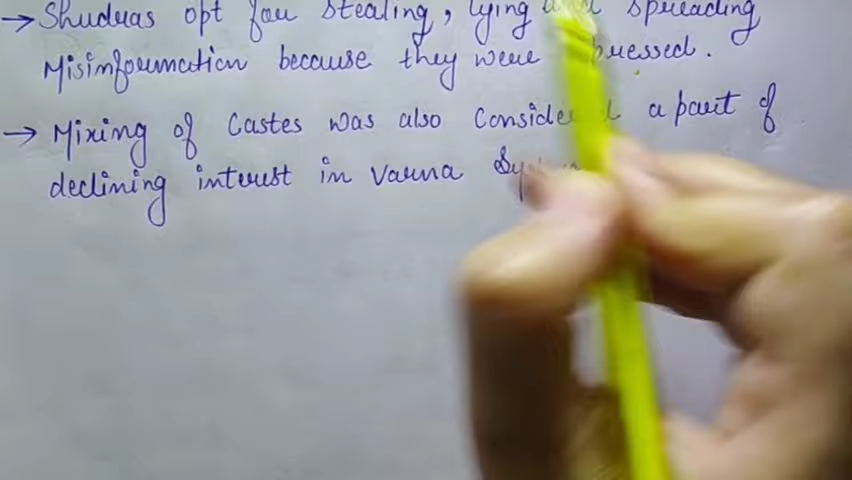 → Shudras opt for stealing, lying spreading
Misinformation because they were
→ Mixing of Castes was also a part of
declining interest in varna